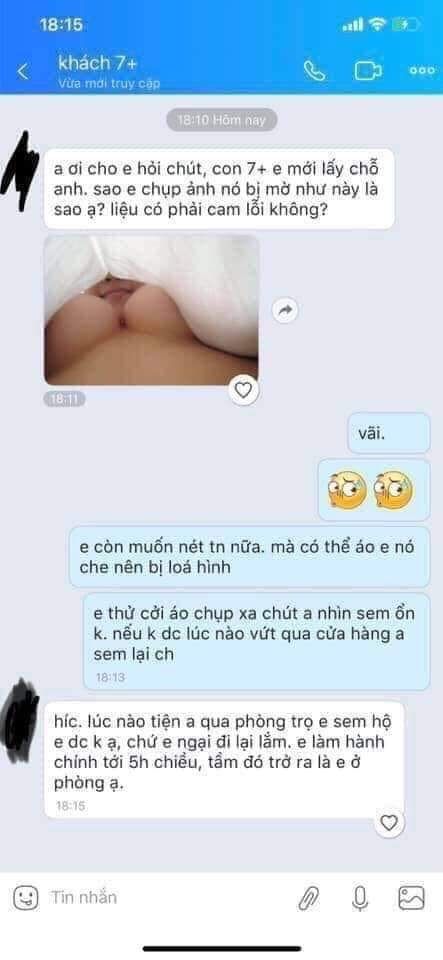 18:15
khách 7+
Vừa mới truy cập
18:10 Hôm nay
a ơi cho e hỏi chút, con 7+ e mới lấy chỗ
anh. sao e chụp ảnh nó bị mờ như này là
sao ạ? liệu có phải cam lỗi không?
18:11
vãi.
e còn muốn nét tn nữa. mà có thể áo e nó
che nên bị loá hình
e thử cởi áo chụp xa chút a nhìn sem ổn
k. nếu k dc lúc nào vứt qua cửa hàng a
sem lại ch
18:13
híc. lúc nào tiện a qua phòng trọ e sem hộ
e dc k ạ, chứ e ngại đi lại lắm. e làm hành
chính tới 5h chiều, tầm đó trở ra là e ở
phòng ạ.
18:15
Tin nhắn